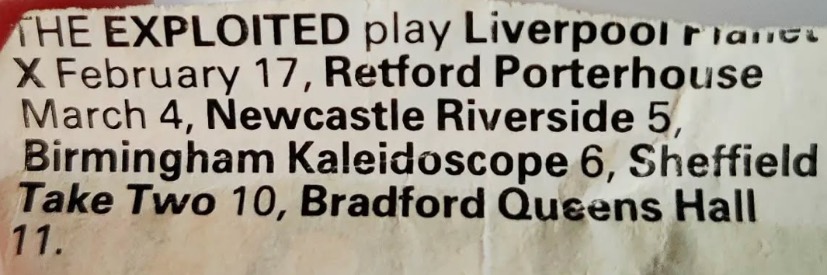 THE EXPLOITED play Liverpool Planet
X February 17, Retford Porterhouse
March 4, Newcastle Riverside 5,
Birmingham Kaleidoscope 6, Sheffield
Take Two 10, Bradford Queens Hall
11.